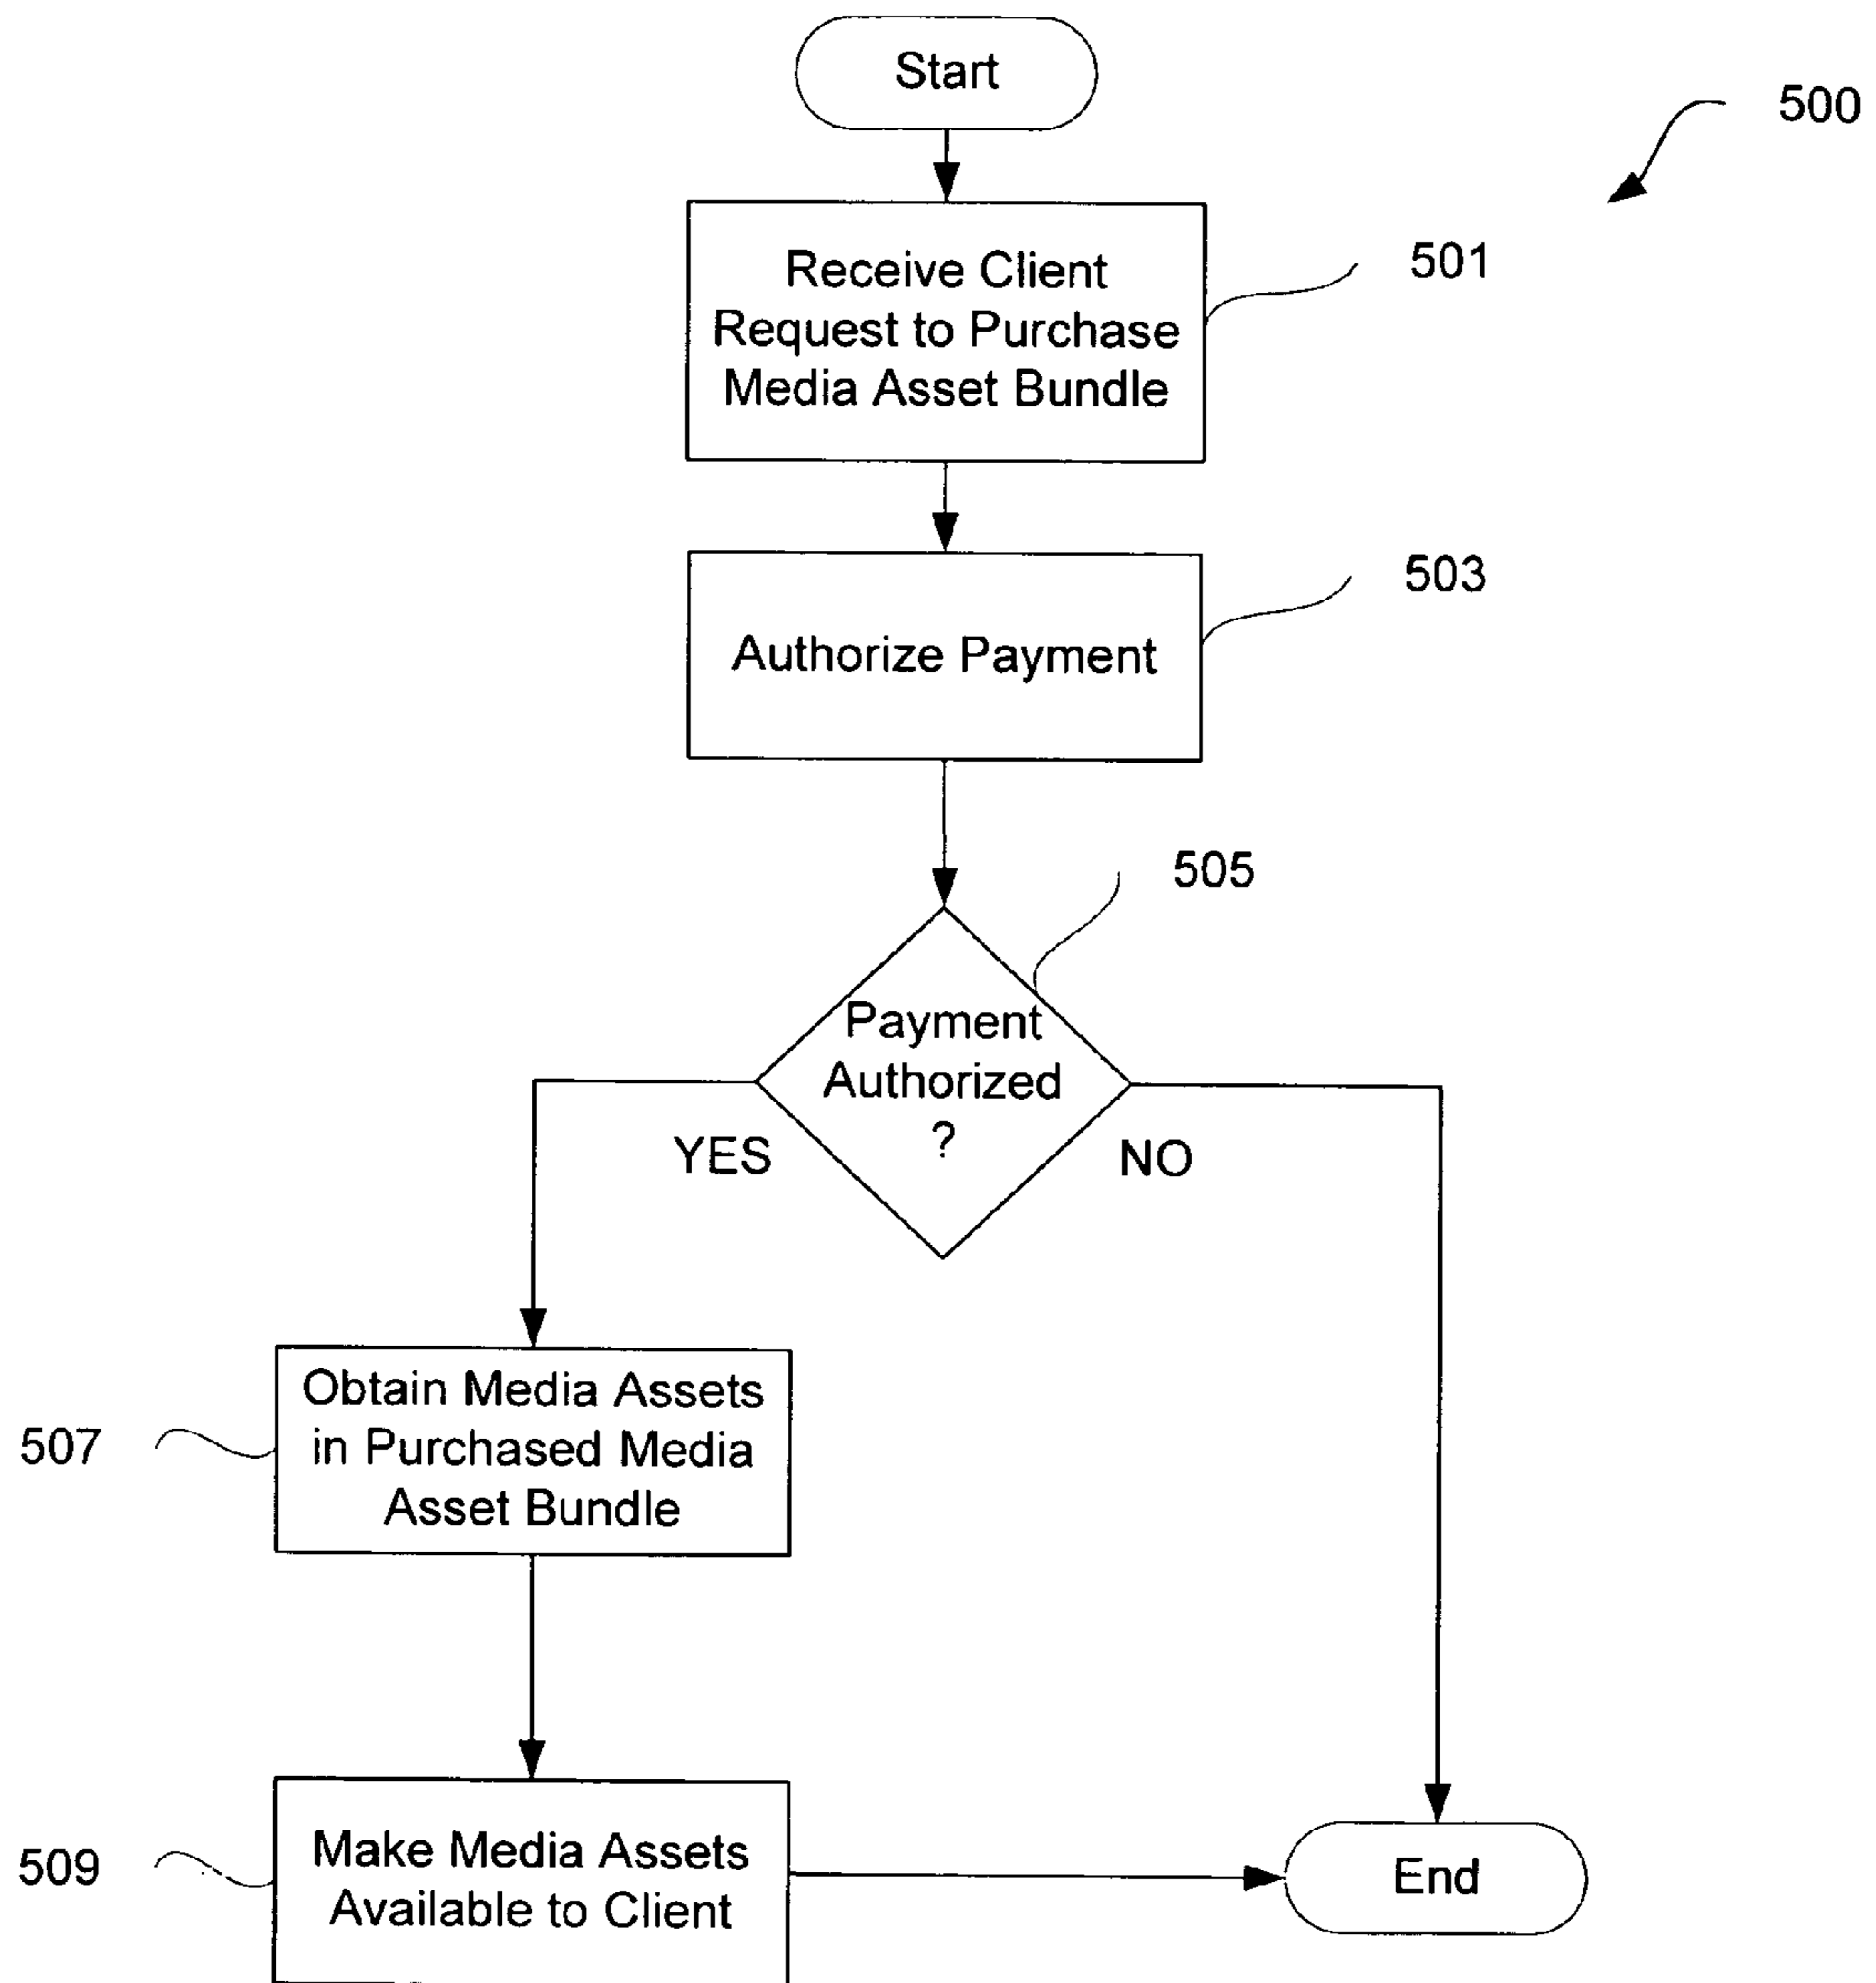 Start
500
Receive Client
Request to Purchase
Media Asset Bundle
501
Authorize Payment
503
505
Payment
Authorized
?
YES
NO
Obtain Media Assets
in Purchased Media
Asset Bundle
507
Make Media Assets
Available to Client
509
End